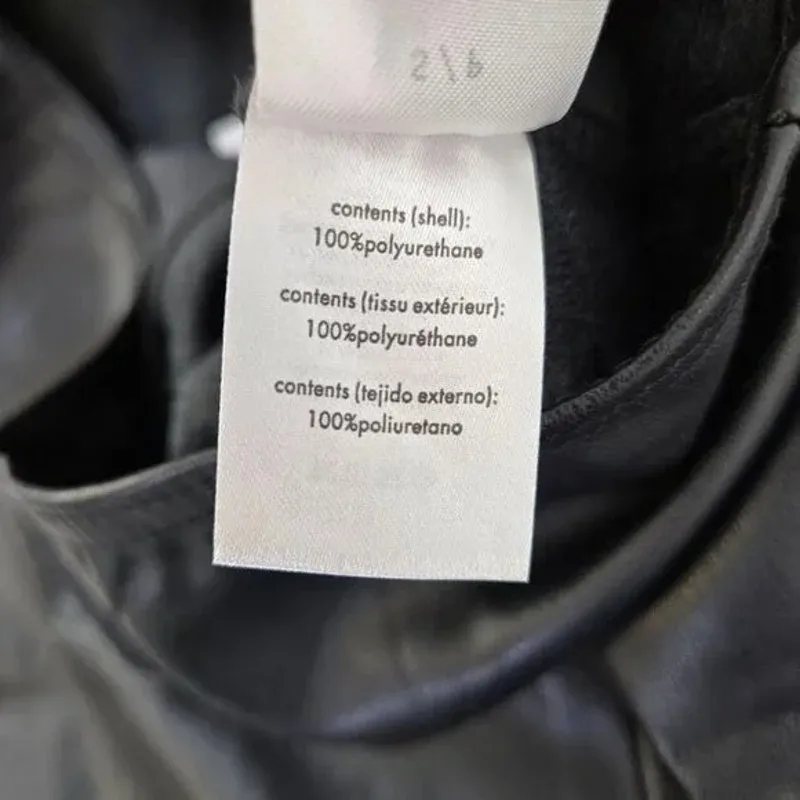 contents (shell):
100%polyurethane
contents (tissu extérieur):
100%polyuréthane
contents (tejido externo):
100%poliuretano